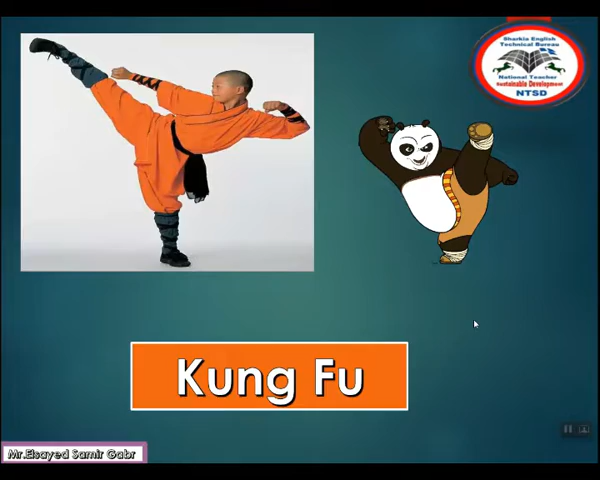 Sharkia English
Technical Bureau
National Teacher
Sustainable Development
NTSD
Kung Fu
Mr.Elsayed Samir Gabr